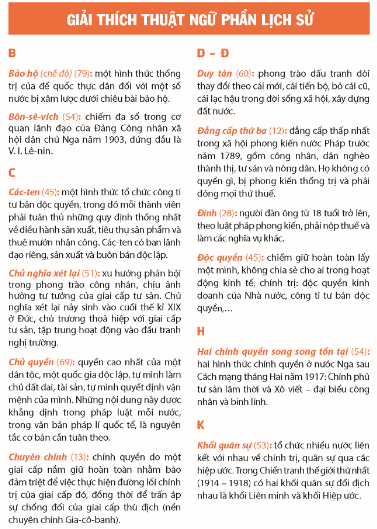 GIẢI THÍCH THUẬT NGỮ PHẦN LỊCH SỬ
B
Bảo hộ (chế độ) (79): một hình thức thống
trị của đế quốc thực dân đối với một số
nước bị xâm lược dưới chiêu bài bảo hộ.
Bôn-sê-vích (54): chiếm đa số trong cơ
quan lãnh đạo của Đảng Công nhân xã
hội dân chủ Nga năm 1903, đứng đầu là
V. I. Lê-nin.
C
Các-ten (45): một hình thức tổ chức công ti
tư bản độc quyền, trong đó mỗi thành viên
phải tuân thủ những quy định thống nhất
về điều hành sản xuất, tiêu thụ sản phẩm và
thuê mướn nhân công. Các-ten có ban lãnh
đạo riêng, sản xuất và buôn bán độc lập.
Chủ nghĩa xét lại (51): xu hướng phản bội
trong phong trào công nhân, chịu ảnh
hưởng tư tưởng của giai cấp tư sản. Chủ
nghĩa xét lại nảy sinh vào cuối thế kỉ XIX
ở Đức, chủ trương thoả hiệp với giai cấp
tư sản, tập trung hoạt động vào đấu tranh
nghị trường.
Chủ quyền (69): quyền cao nhất của một
dân tộc, một quốc gia độc lập, tự mình làm
chủ đất đai, tài sản, tự mình quyết định vận
mệnh của mình. Những nội dung này được
khẳng định trong pháp luật mỗi nước,
trong văn bản pháp lí quốc tế, là nguyên
tắc cơ bản cần tuân theo.
Chuyên chính (13): chính quyền do một
giai cấp nắm giữ hoàn toàn nhằm bảo
đảm triệt để việc thực hiện đường lối chính
trị của giai cấp đó, đồng thời để trấn áp
sự chống đối của giai cấp thù địch (nền
chuyên chính Gia-cô-banh).
D – Đ
Duy tân (60): phong trào đấu tranh đòi
thay đổi theo cái mới, cái tiến bộ, bỏ cái cũ,
cái lạc hậu trong đời sống xã hội, xây dựng
đất nước.
Đẳng cấp thứ ba (12): đẳng cấp thấp nhất
trong xã hội phong kiến nước Pháp trước
năm 1789, gồm công nhân, dân nghèo
thành thị, tư sản và nông dân. Họ không có
quyền gì, bị phong kiến thống trị và phải
đóng mọi thứ thuế.
Đinh (28): người đàn ông từ 18 tuổi trở lên,
theo luật pháp phong kiến, phải nộp thuế và
làm các nghĩa vụ khác.
Độc quyền (45): chiếm giữ hoàn toàn lấy
một mình, không chia sẻ cho ai trong hoạt
động kinh tế, chính trị: độc quyền kinh
doanh của Nhà nước, công ti tư bản độc
quyền,...
H
Hai chính quyền song song tồn tại (54):
hai hình thức chính quyền ở nước Nga sau
Cách mạng tháng Hai năm 1917: Chính phủ
tư sản lâm thời và Xô viết – đại biểu công
nhân và binh lính.
K
Khối quân sự (53): tổ chức nhiều nước liên
kết với nhau về chính trị, quân sự qua các
hiệp ước. Trong Chiến tranh thế giới thứ nhất
(1914 – 1918) có hai khối quân sự đối địch
nhau là khối Liên minh và khối Hiệp ước.